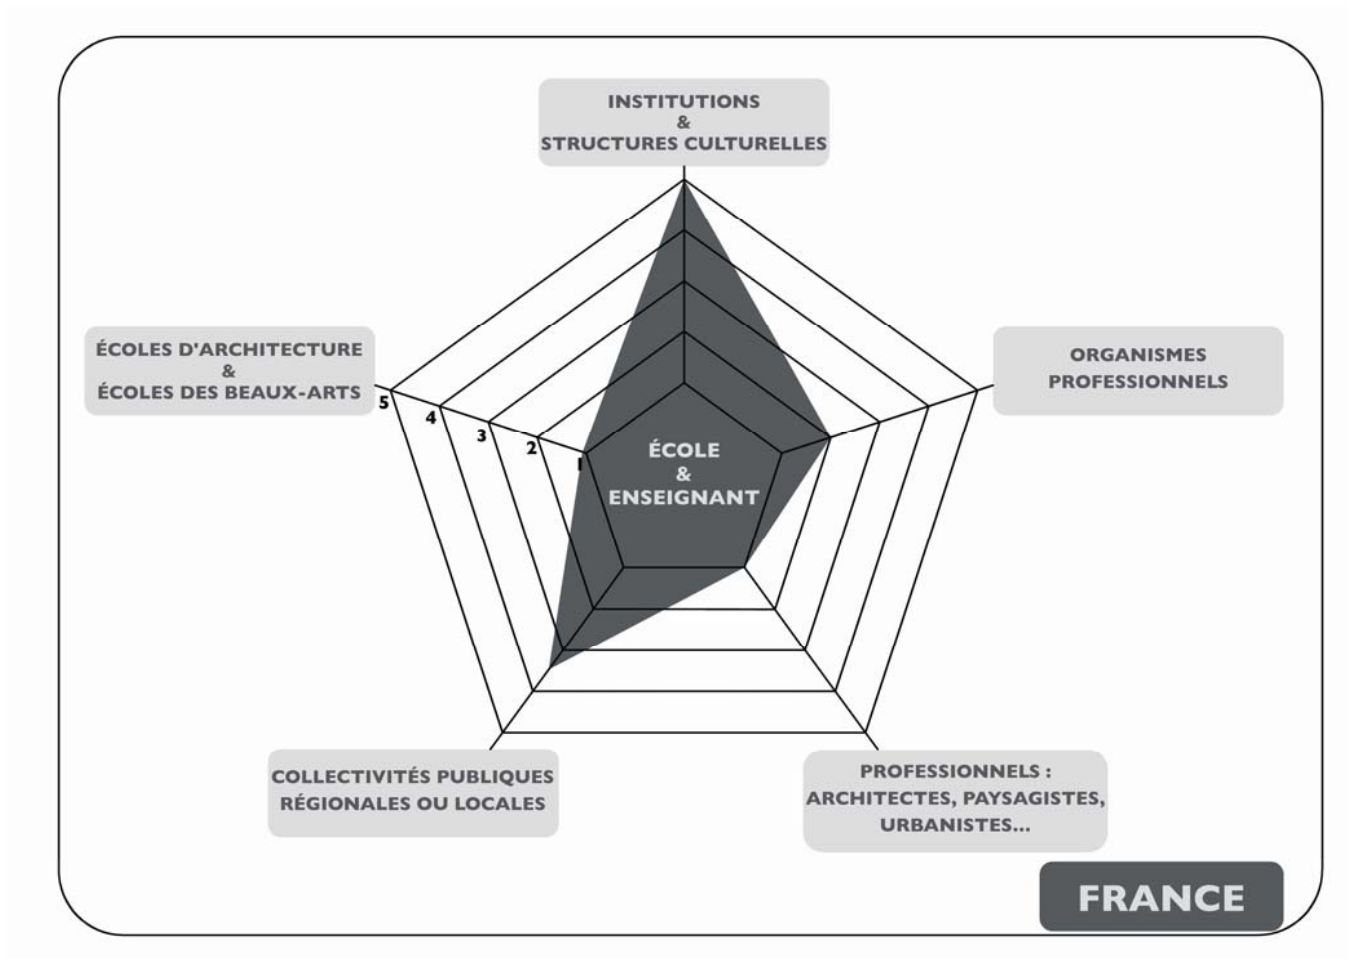 INSTITUTIONS
&
STRUCTURES CULTURELLES
ÉCOLES D'ARCHITECTURE
&
ÉCOLES DES BEAUX-ARTS
ORGANISMES
PROFESSIONNELS
5
4
3
2
1
ÉCOLE
&
ENSEIGNANT
COLLECTIVITÉS PUBLIQUES
RÉGIONALES OU LOCALES
PROFESSIONNELS :
ARCHITECTES, PAYSAGISTES,
URBANISTES...
FRANCE